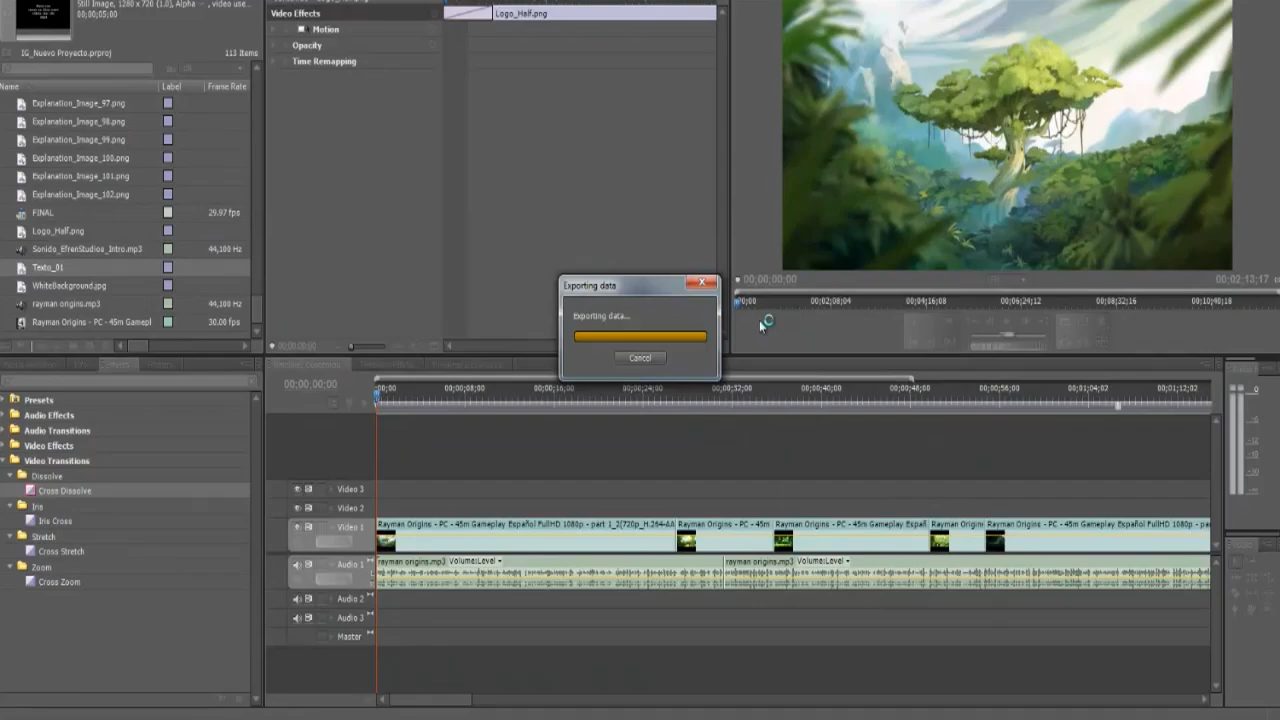 Still Image, 1280 x 720 (1.0), Alpha ~ , video use...
00;00;05;00
IG_Nuevo Proyecto.prproj
113 Items
Name Label Frame Rate
Explanation_Image_97.png
Explanation_Image_98.png
Explanation_Image_99.png
Explanation_Image_100.png
Explanation_Image_101.png
Explanation_Image_102.png
FINAL 29.97 fps
Logo_Half.png
Sonido_EfrenStudios_Intro.mp3 44,100 Hz
Texto_01
WhiteBackground.jpg
rayman origins.mp3 44,100 Hz
Rayman Origins - PC - 45m Gamepl 30.00 fps
Video Effects
Motion
Opacity
Time Remapping
Logo_Half.png
00;00;00;00
00;00;00;00
00;02;13;17
00;00 00;02;08;04 00;04;16;08 00;06;24;12 00;08;32;16 00;10;40;18
Exporting data
Exporting data...
Cancel
Effects
Presets
Audio Effects
Audio Transitions
Video Effects
Video Transitions
Dissolve
Cross Dissolve
Iris
Iris Cross
Stretch
Cross Stretch
Zoom
Cross Zoom
00;00;00;00
00;00 00;00;08;00 00;00;16;00 00;00;24;00 00;00;32;00 00;00;40;00 00;00;48;00 00;00;56;00 00;01;04;02 00;01;12;02
Video 3
Video 2
Video 1
Rayman Origins - PC - 45m Gameplay Español FullHD 1080p - part 1_2(720p_H.264-AA
Rayman Origins - PC - 45m
Rayman Origins - PC - 45m Gameplay Españ
Rayman Origin
Rayman Origins - PC - 45m Gameplay Español FullHD 1080p - par
Audio 1
rayman origins.mp3 Volume:Level
rayman origins.mp3 Volume:Level
Audio 2
Audio 3
Master
0